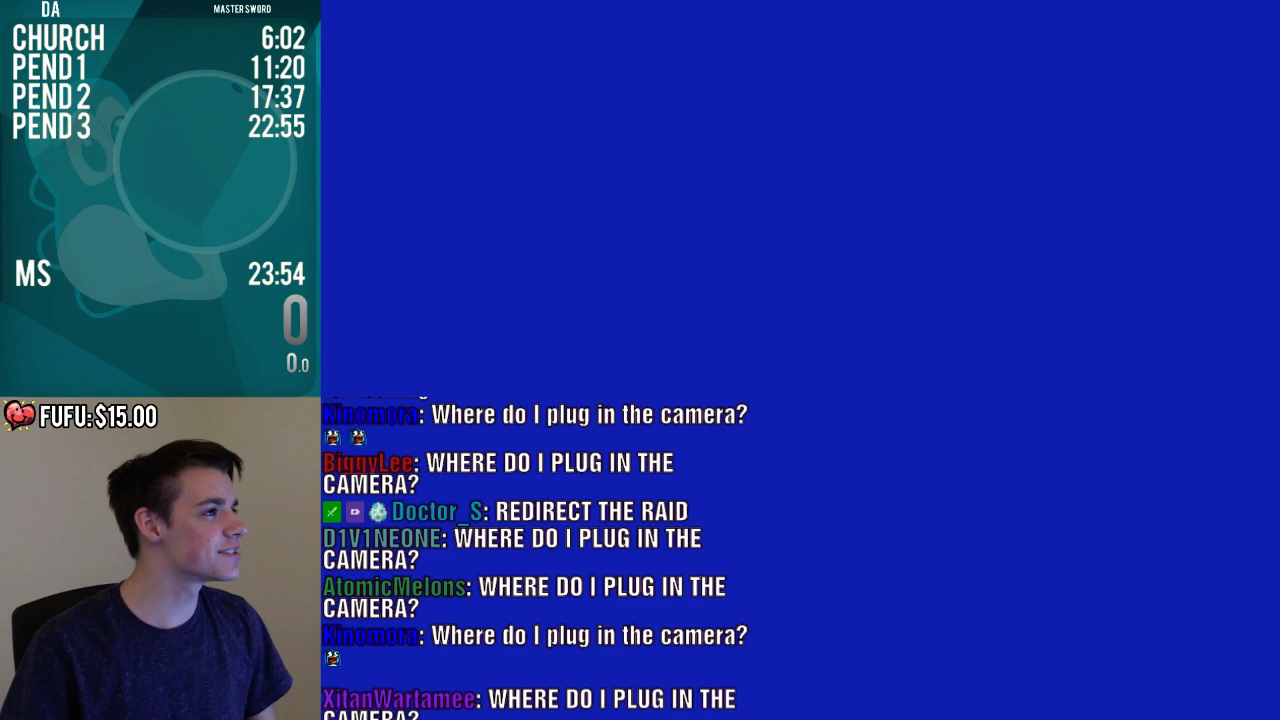 DA MASTER SWORD
CHURCH 6:02
PEND 1 11:20
PEND 2 17:37
PEND 3 22:55
MS 23:54
0
0.0
FUFU: $15.00
Kinomora: Where do I plug in the camera?
BiggyLee: WHERE DO I PLUG IN THE
CAMERA?
Doctor_S: REDIRECT THE RAID
D1V1NEONE: WHERE DO I PLUG IN THE
CAMERA?
AtomicMelons: WHERE DO I PLUG IN THE
CAMERA?
Kinomora: Where do I plug in the camera?
XitanWartamee: WHERE DO I PLUG IN THE
CAMERA?